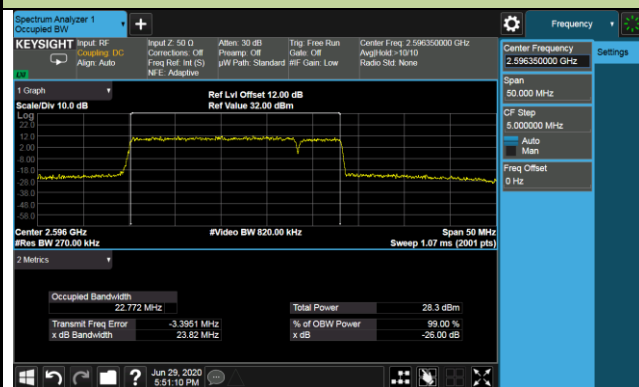 Spectrum Analyzer 1
Occupied BW
Frequency
KEYSIGHT
Input: RF
Coupling: DC
Align: Auto
Input Z: 50 Ω
Corrections: Off
Freq Ref: Int (S)
NFE: Adaptive
Atten: 30 dB
Preamp: Off
µW Path: Standard
Trig: Free Run
Gate: Off
#IF Gain: Low
Center Freq: 2.596350000 GHz
Avg|Hold:>10/10
Radio Std: None
Center Frequency
2.596350000 GHz
Settings
Span
50.000 MHz
CF Step
5.000000 MHz
Auto
Man
Freq Offset
0 Hz
1 Graph
Scale/Div 10.0 dB
Ref Lvl Offset 12.00 dB
Ref Value 32.00 dBm
Log
22.0
12.0
2.00
-8.00
-18.0
-28.0
-38.0
-48.0
-58.0
Center 2.596 GHz
#Res BW 270.00 kHz
#Video BW 820.00 kHz
Span 50 MHz
Sweep 1.07 ms (2001 pts)
2 Metrics
Occupied Bandwidth
22.772 MHz
Total Power 28.3 dBm
Transmit Freq Error -3.3951 MHz
% of OBW Power 99.00 %
x dB Bandwidth 23.82 MHz
x dB -26.00 dB
?
Jun 29, 2020
5:51:10 PM